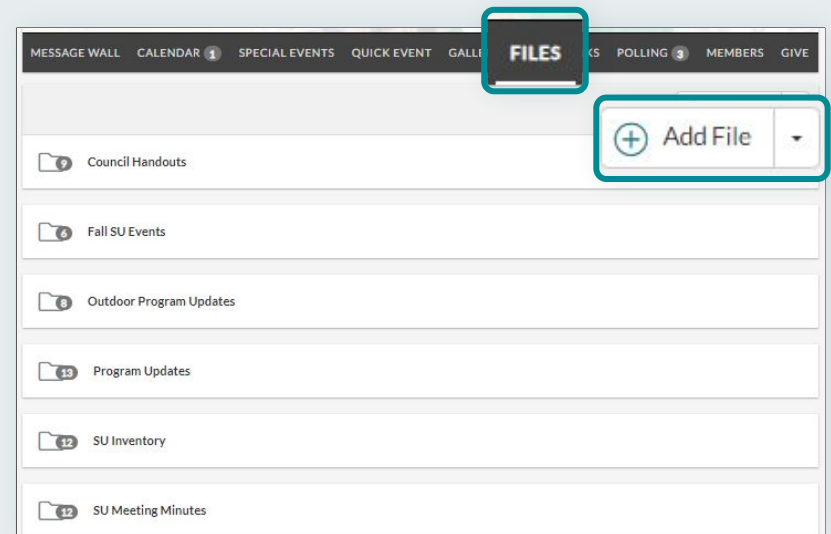 MESSAGE WALL CALENDAR 1 SPECIAL EVENTS QUICK EVENT GALLE FILES KS POLLING 3 MEMBERS GIVE
Add File
9 Council Handouts
6 Fall SU Events
8 Outdoor Program Updates
13 Program Updates
12 SU Inventory
12 SU Meeting Minutes